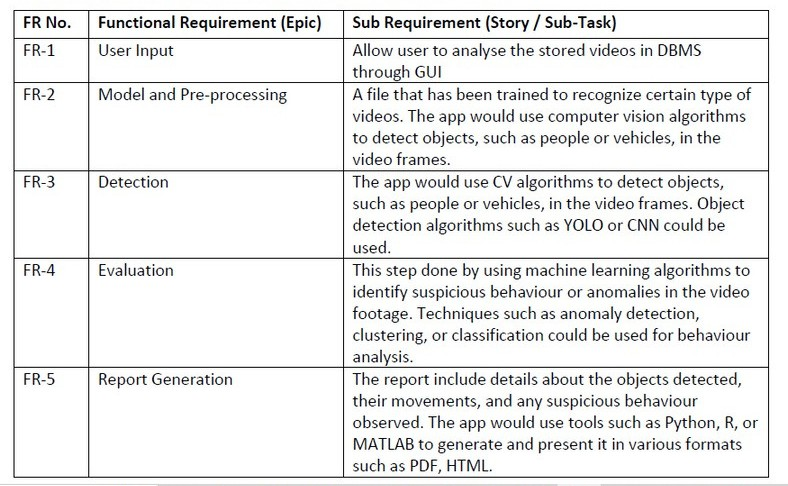 FR No. Functional Requirement (Epic) Sub Requirement (Story / Sub-Task)
FR-1 User Input Allow user to analyse the stored videos in DBMS
through GUI
FR-2 Model and Pre-processing A file that has been trained to recognize certain type of
videos. The app would use computer vision algorithms
to detect objects, such as people or vehicles, in the
video frames.
FR-3 Detection The app would use CV algorithms to detect objects,
such as people or vehicles, in the video frames. Object
detection algorithms such as YOLO or CNN could be
used.
FR-4 Evaluation This step done by using machine learning algorithms to
identify suspicious behaviour or anomalies in the video
footage. Techniques such as anomaly detection,
clustering, or classification could be used for behaviour
analysis.
FR-5 Report Generation The report include details about the objects detected,
their movements, and any suspicious behaviour
observed. The app would use tools such as Python, R, or
MATLAB to generate and present it in various formats
such as PDF, HTML.